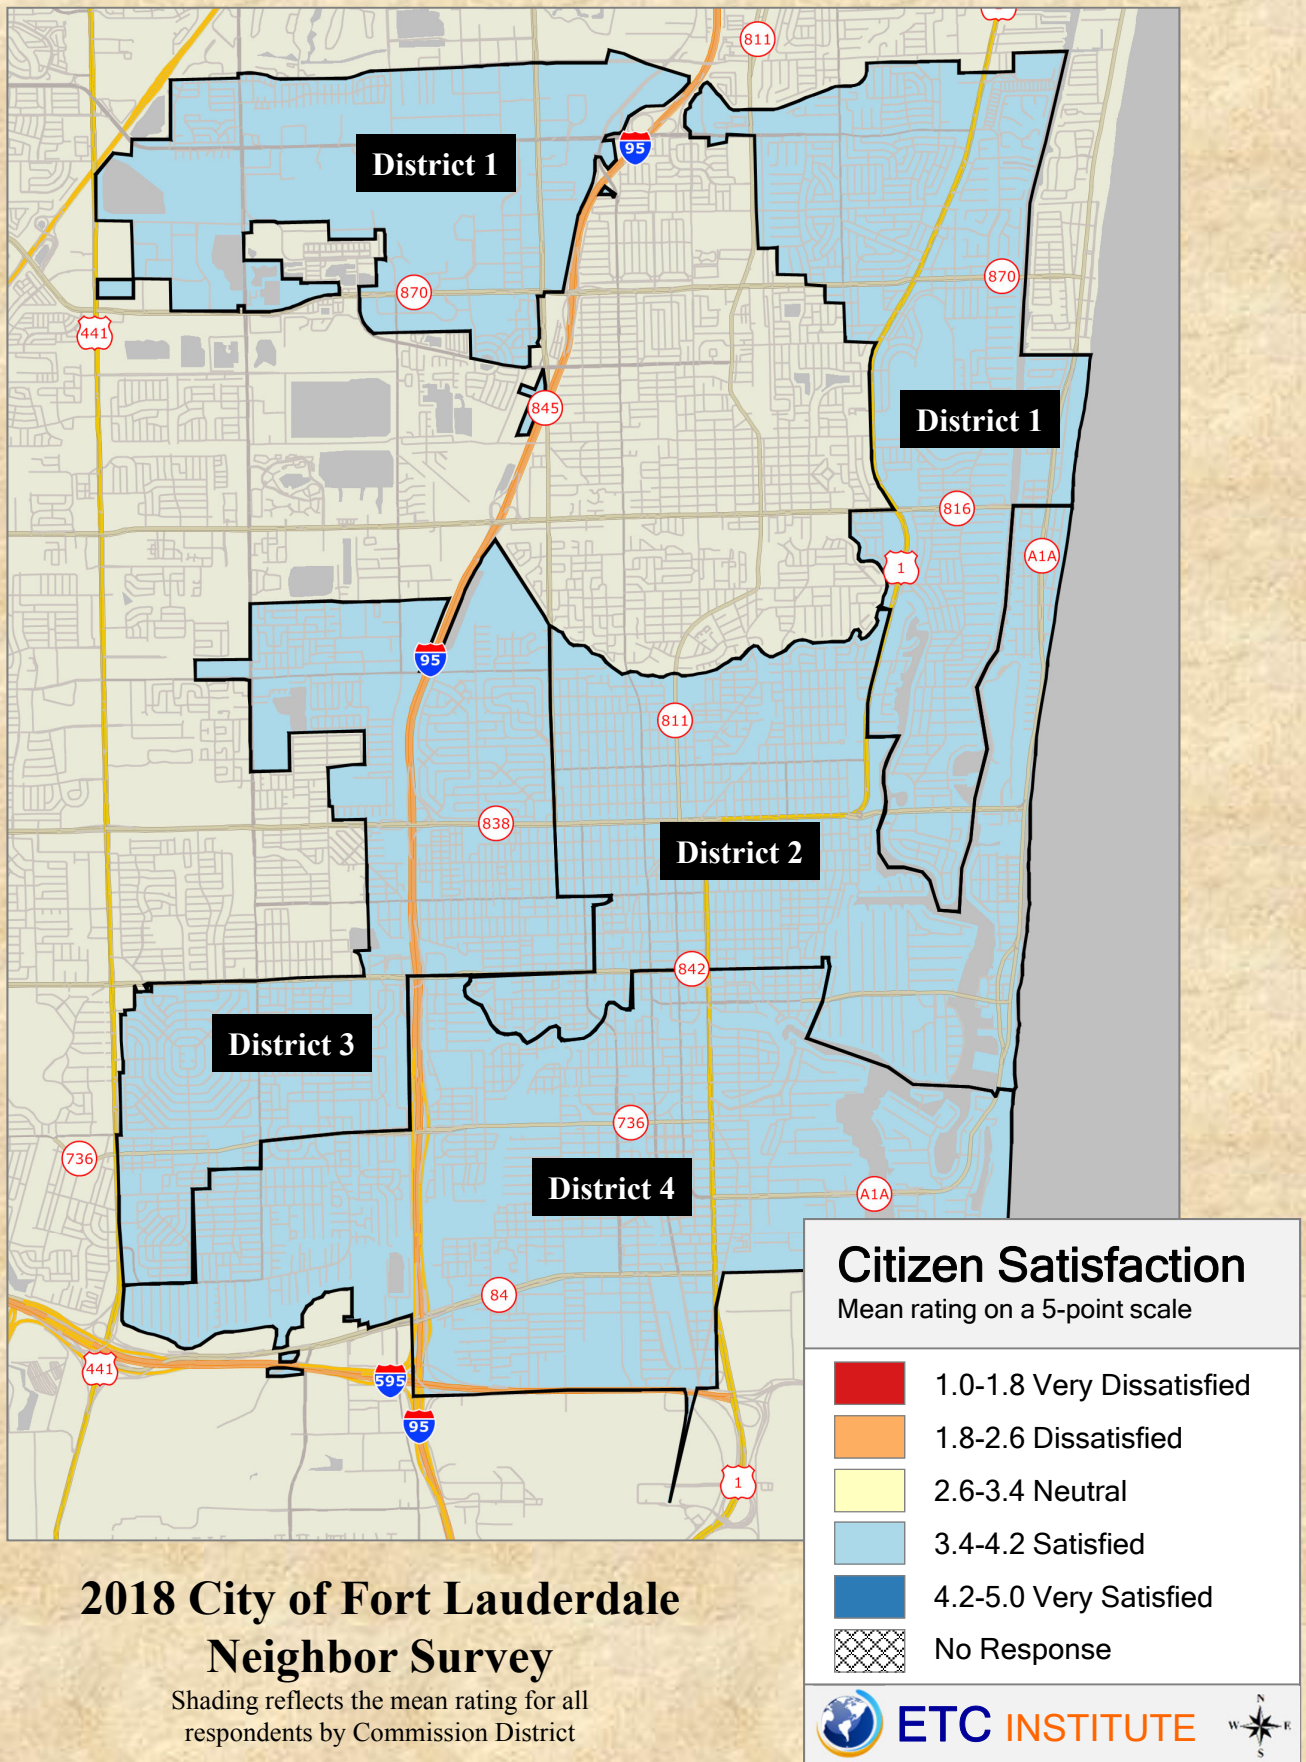 811
95
District 1
870
870
441
845
District 1
816
A1A
1
95
811
838
District 2
842
District 3
736
736
District 4
A1A
84
441
595
95
1
Citizen Satisfaction
Mean rating on a 5-point scale
1.0-1.8 Very Dissatisfied
1.8-2.6 Dissatisfied
2.6-3.4 Neutral
3.4-4.2 Satisfied
4.2-5.0 Very Satisfied
No Response
ETC INSTITUTE
N
W E
S
2018 City of Fort Lauderdale
Neighbor Survey
Shading reflects the mean rating for all
respondents by Commission District